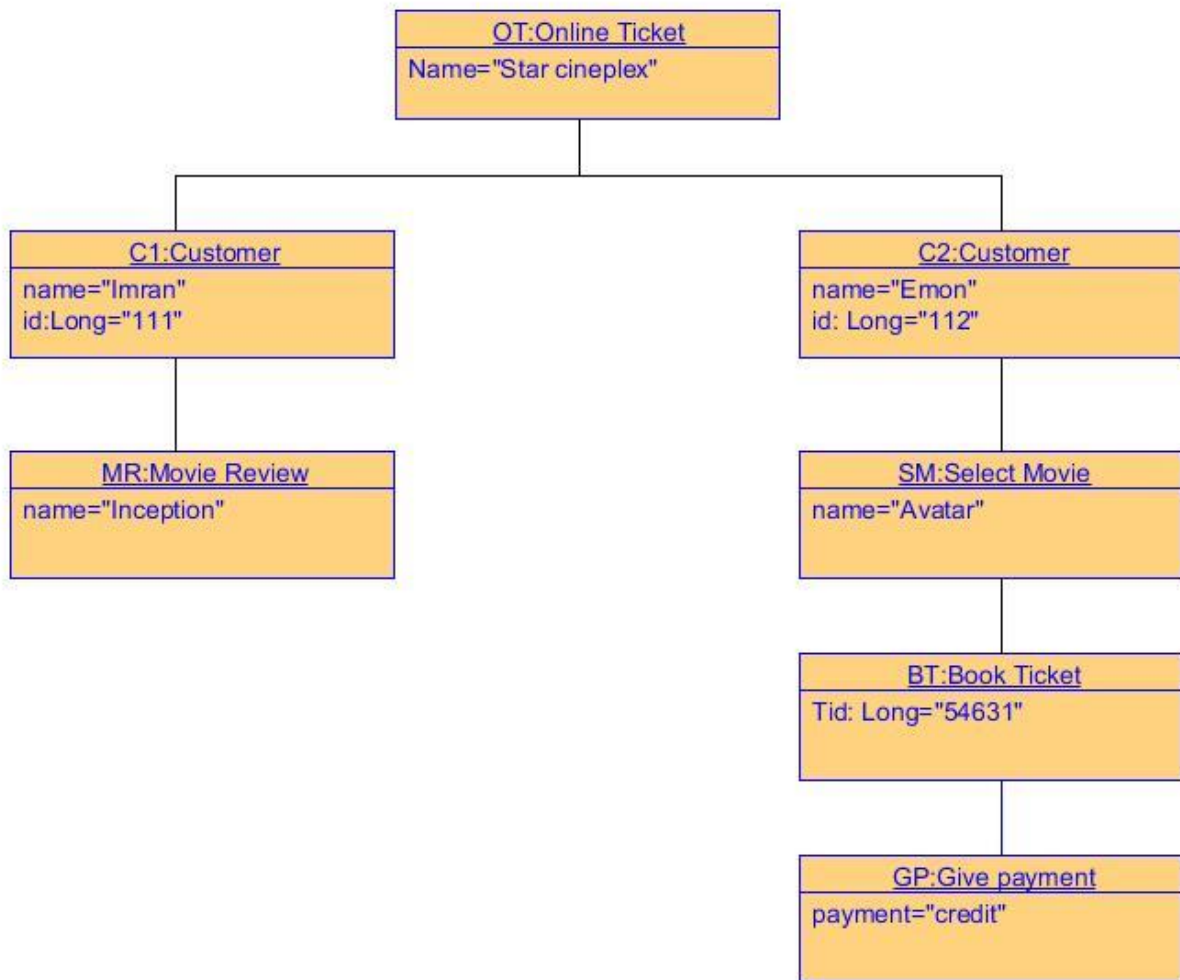 OT:Online Ticket
Name="Star cineplex"
C1:Customer
name="Imran"
id:Long="111"
C2:Customer
name="Emon"
id: Long="112"
MR:Movie Review
name="Inception"
SM:Select Movie
name="Avatar"
BT:Book Ticket
Tid: Long="54631"
GP:Give payment
payment="credit"